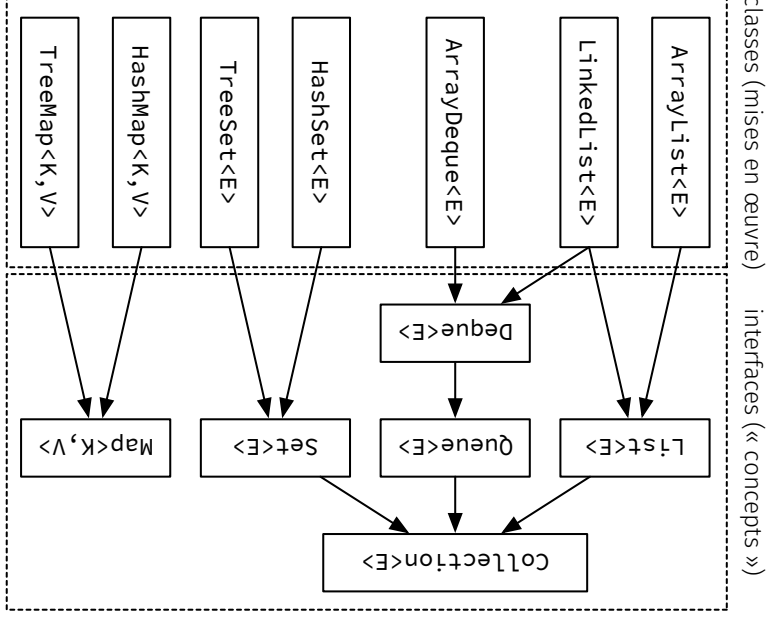 interfaces (« concepts »)
Collection<E>
List<E>
Queue<E>
Set<E>
Map<K,V>
Deque<E>
classes (mises en œuvre)
ArrayList<E>
LinkedList<E>
ArrayDeque<E>
HashSet<E>
TreeSet<E>
HashMap<K,V>
TreeMap<K,V>